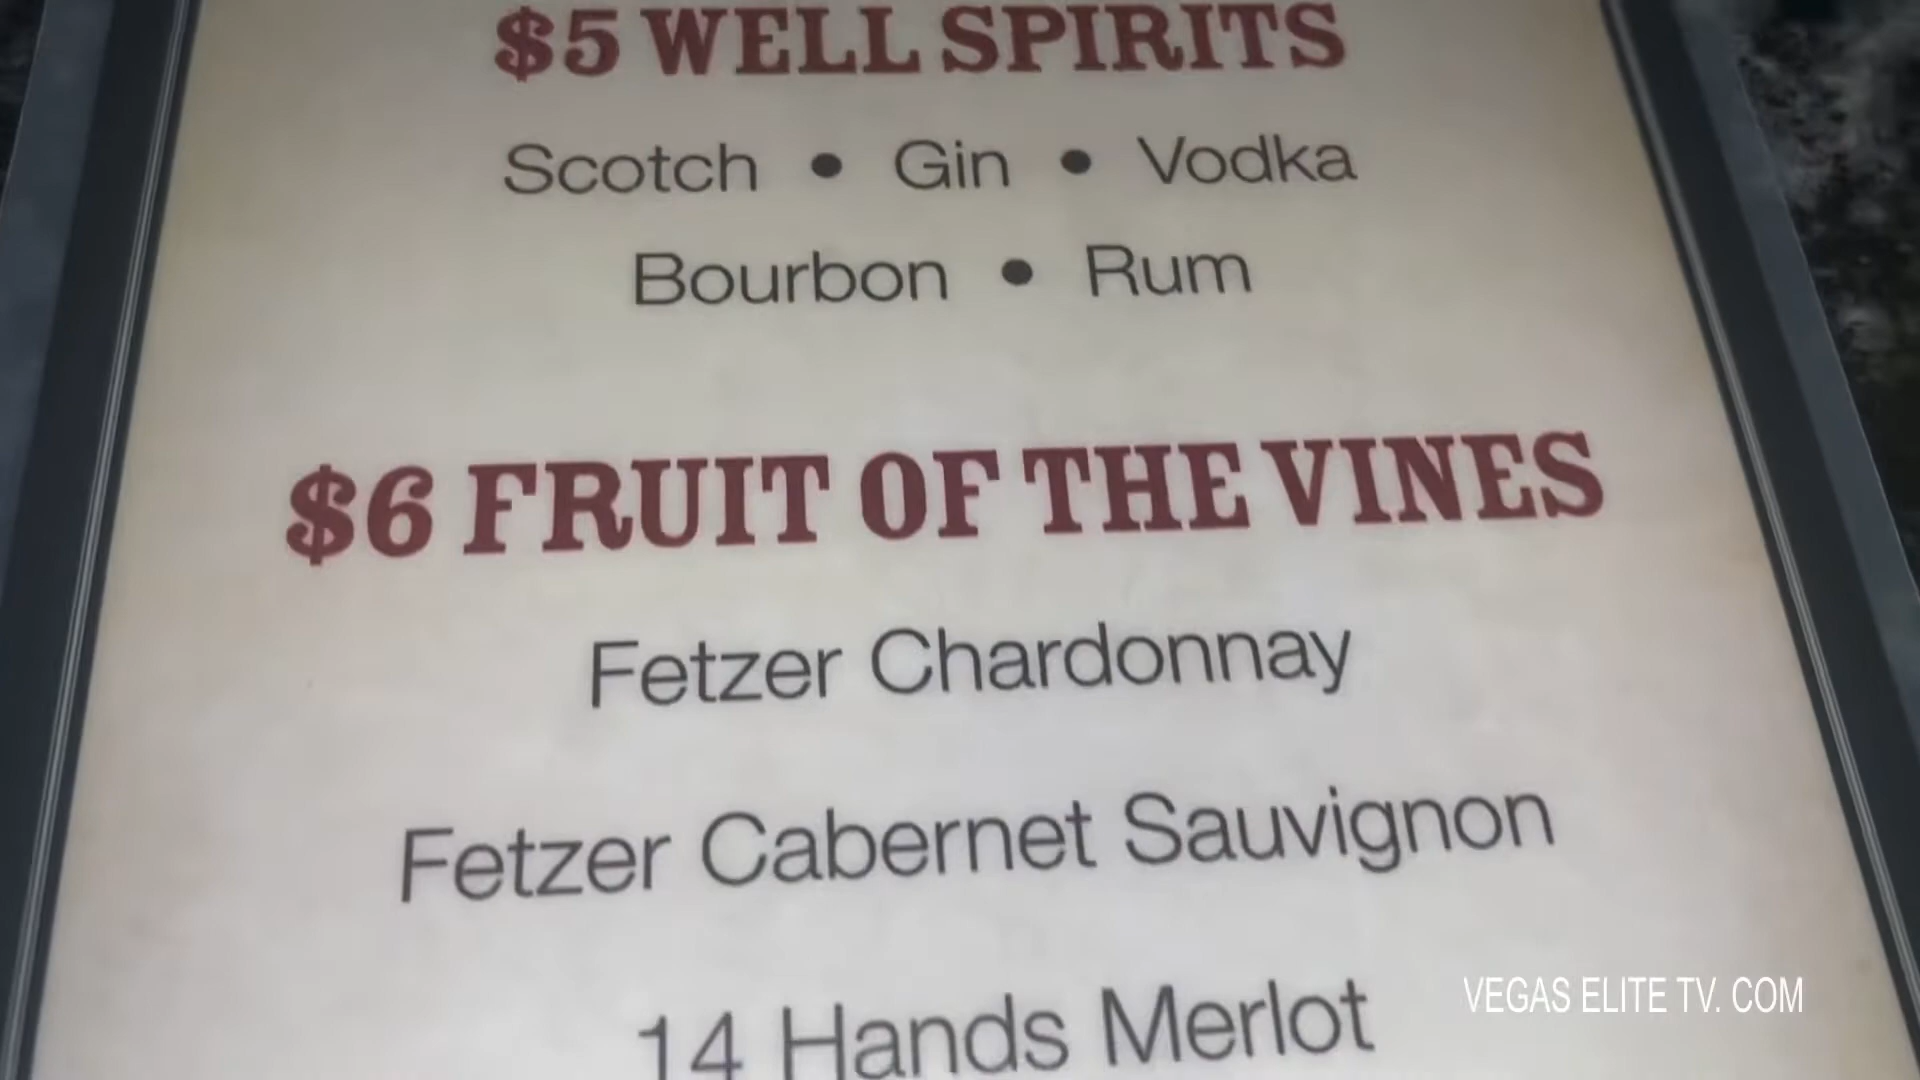 $5 WELL SPIRITS
Scotch • Gin • Vodka
Bourbon • Rum
$6 FRUIT OF THE VINES
Fetzer Chardonnay
Fetzer Cabernet Sauvignon
14 Hands Merlot
VEGAS ELITE TV. COM